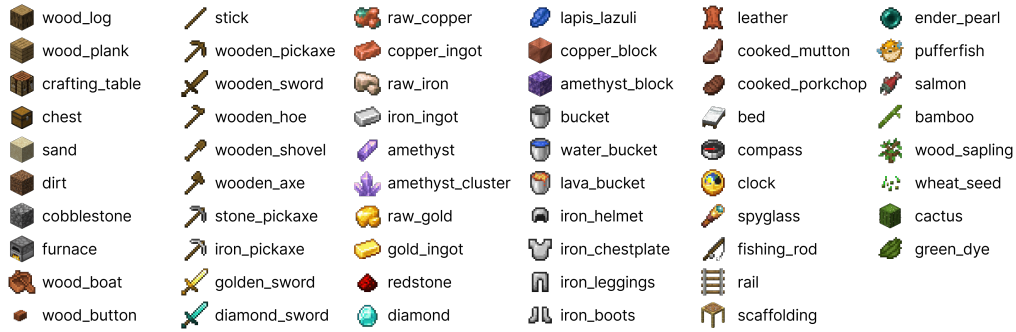 wood_log
wood_plank
crafting_table
chest
sand
dirt
cobblestone
furnace
wood_boat
wood_button
stick
wooden_pickaxe
wooden_sword
wooden_hoe
wooden_shovel
wooden_axe
stone_pickaxe
iron_pickaxe
golden_sword
diamond_sword
raw_copper
copper_ingot
raw_iron
iron_ingot
amethyst
amethyst_cluster
raw_gold
gold_ingot
redstone
diamond
lapis_lazuli
copper_block
amethyst_block
bucket
water_bucket
lava_bucket
iron_helmet
iron_chestplate
iron_leggings
iron_boots
leather
cooked_mutton
cooked_porkchop
bed
compass
clock
spyglass
fishing_rod
rail
scaffolding
ender_pearl
pufferfish
salmon
bamboo
wood_sapling
wheat_seed
cactus
green_dye